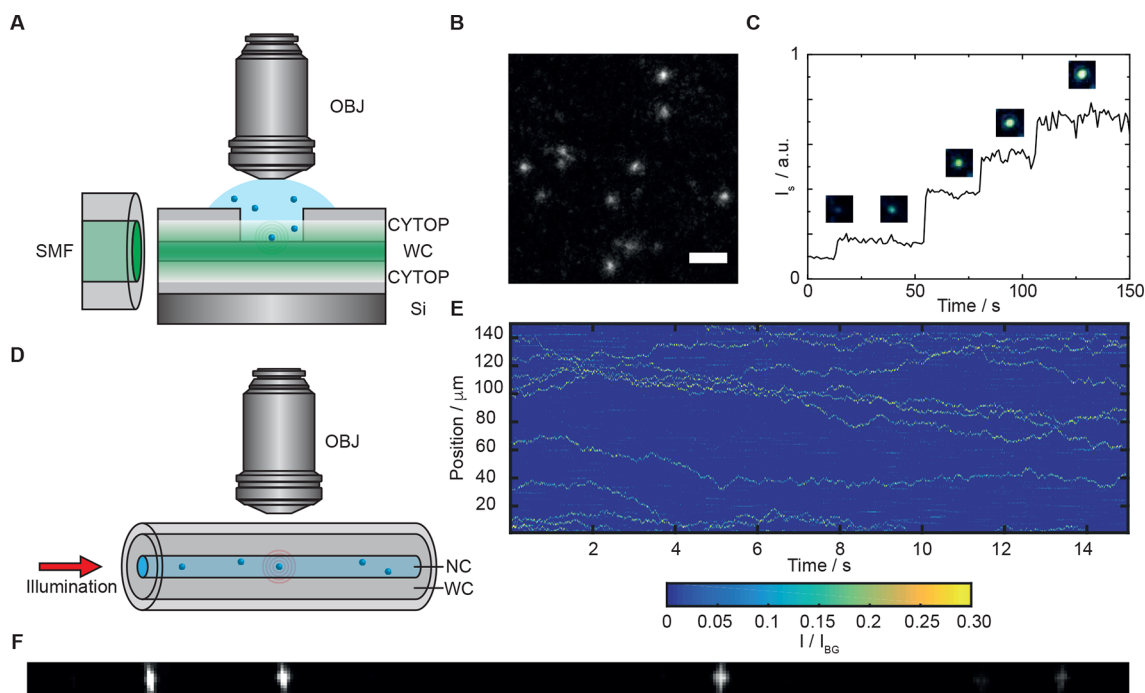 A
OBJ
SMF
CYTOP
WC
CYTOP
Si
B
C
1
I_s / a.u.
0
0 50 100 150
Time / s
D
OBJ
Illumination
NC
WC
E
140
120
100
80
60
40
20
Position / μm
2 4 6 8 10 12 14
Time / s
0 0.05 0.1 0.15 0.2 0.25 0.30
I / I_BG
F